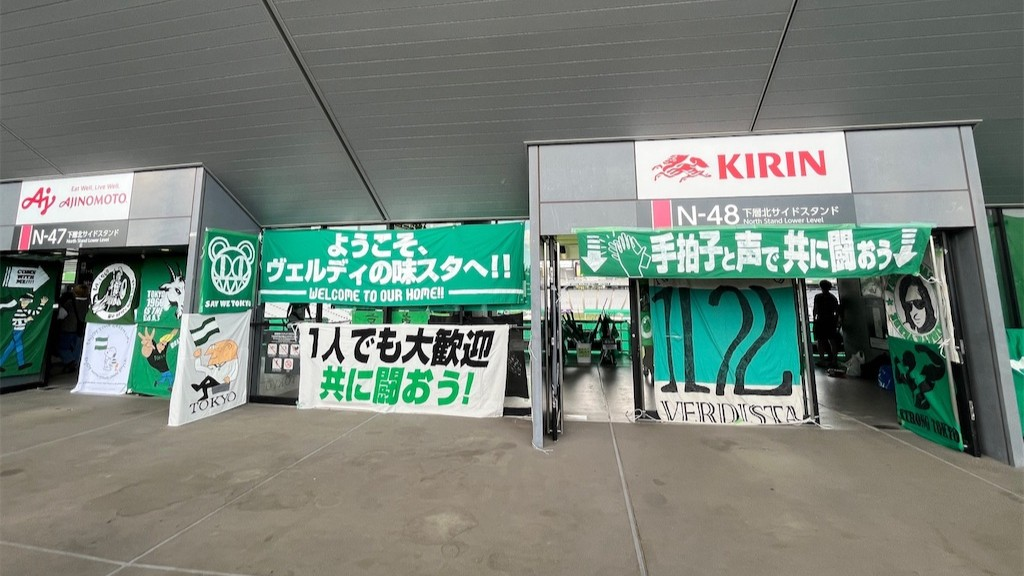 Eat Well, Live Well.
Aj AJINOMOTO
N-47 下層北サイドスタンド
North Stand Lower Level
SAY WE TOKYO
TOKYO
ようこそ、
ヴェルディの味スタへ!!
WELCOME TO OUR HOME!!
1人でも大歓迎
共に闘おう!
KIRIN
N-48 下層北サイドスタンド
North Stand Lower Level
手拍子と声で共に闘おう
12
VERDISTA
STRONG TOKYO